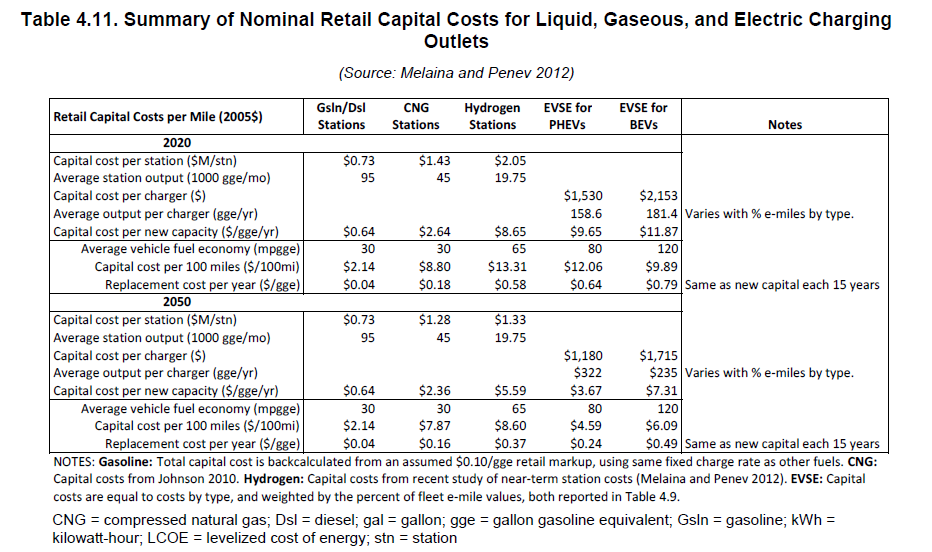 Table 4.11. Summary of Nominal Retail Capital Costs for Liquid, Gaseous, and Electric Charging
Outlets
(Source: Melaina and Penev 2012)
Retail Capital Costs per Mile (2005$) Gsln/Dsl Stations CNG Stations Hydrogen Stations EVSE for PHEVs EVSE for BEVs Notes
2020
Capital cost per station ($M/stn) $0.73 $1.43 $2.05
Average station output (1000 gge/mo) 95 45 19.75
Capital cost per charger ($) $1,530 $2,153
Average output per charger (gge/yr) 158.6 181.4 Varies with % e-miles by type.
Capital cost per new capacity ($/gge/yr) $0.64 $2.64 $8.65 $9.65 $11.87
Average vehicle fuel economy (mpgge) 30 30 65 80 120
Capital cost per 100 miles ($/100mi) $2.14 $8.80 $13.31 $12.06 $9.89
Replacement cost per year ($/gge) $0.04 $0.18 $0.58 $0.64 $0.79 Same as new capital each 15 years
2050
Capital cost per station ($M/stn) $0.73 $1.28 $1.33
Average station output (1000 gge/mo) 95 45 19.75
Capital cost per charger ($) $1,180 $1,715
Average output per charger (gge/yr) $322 $235 Varies with % e-miles by type.
Capital cost per new capacity ($/gge/yr) $0.64 $2.36 $5.59 $3.67 $7.31
Average vehicle fuel economy (mpgge) 30 30 65 80 120
Capital cost per 100 miles ($/100mi) $2.14 $7.87 $8.60 $4.59 $6.09
Replacement cost per year ($/gge) $0.04 $0.16 $0.37 $0.24 $0.49 Same as new capital each 15 years
NOTES: Gasoline: Total capital cost is backcalculated from an assumed $0.10/gge retail markup, using same fixed charge rate as other fuels. CNG:
Capital costs from Johnson 2010. Hydrogen: Capital costs from recent study of near-term station costs (Melaina and Penev 2012). EVSE: Capital
costs are equal to costs by type, and weighted by the percent of fleet e-mile values, both reported in Table 4.9.
CNG = compressed natural gas; Dsl = diesel; gal = gallon; gge = gallon gasoline equivalent; Gsln = gasoline; kWh =
kilowatt-hour; LCOE = levelized cost of energy; stn = station